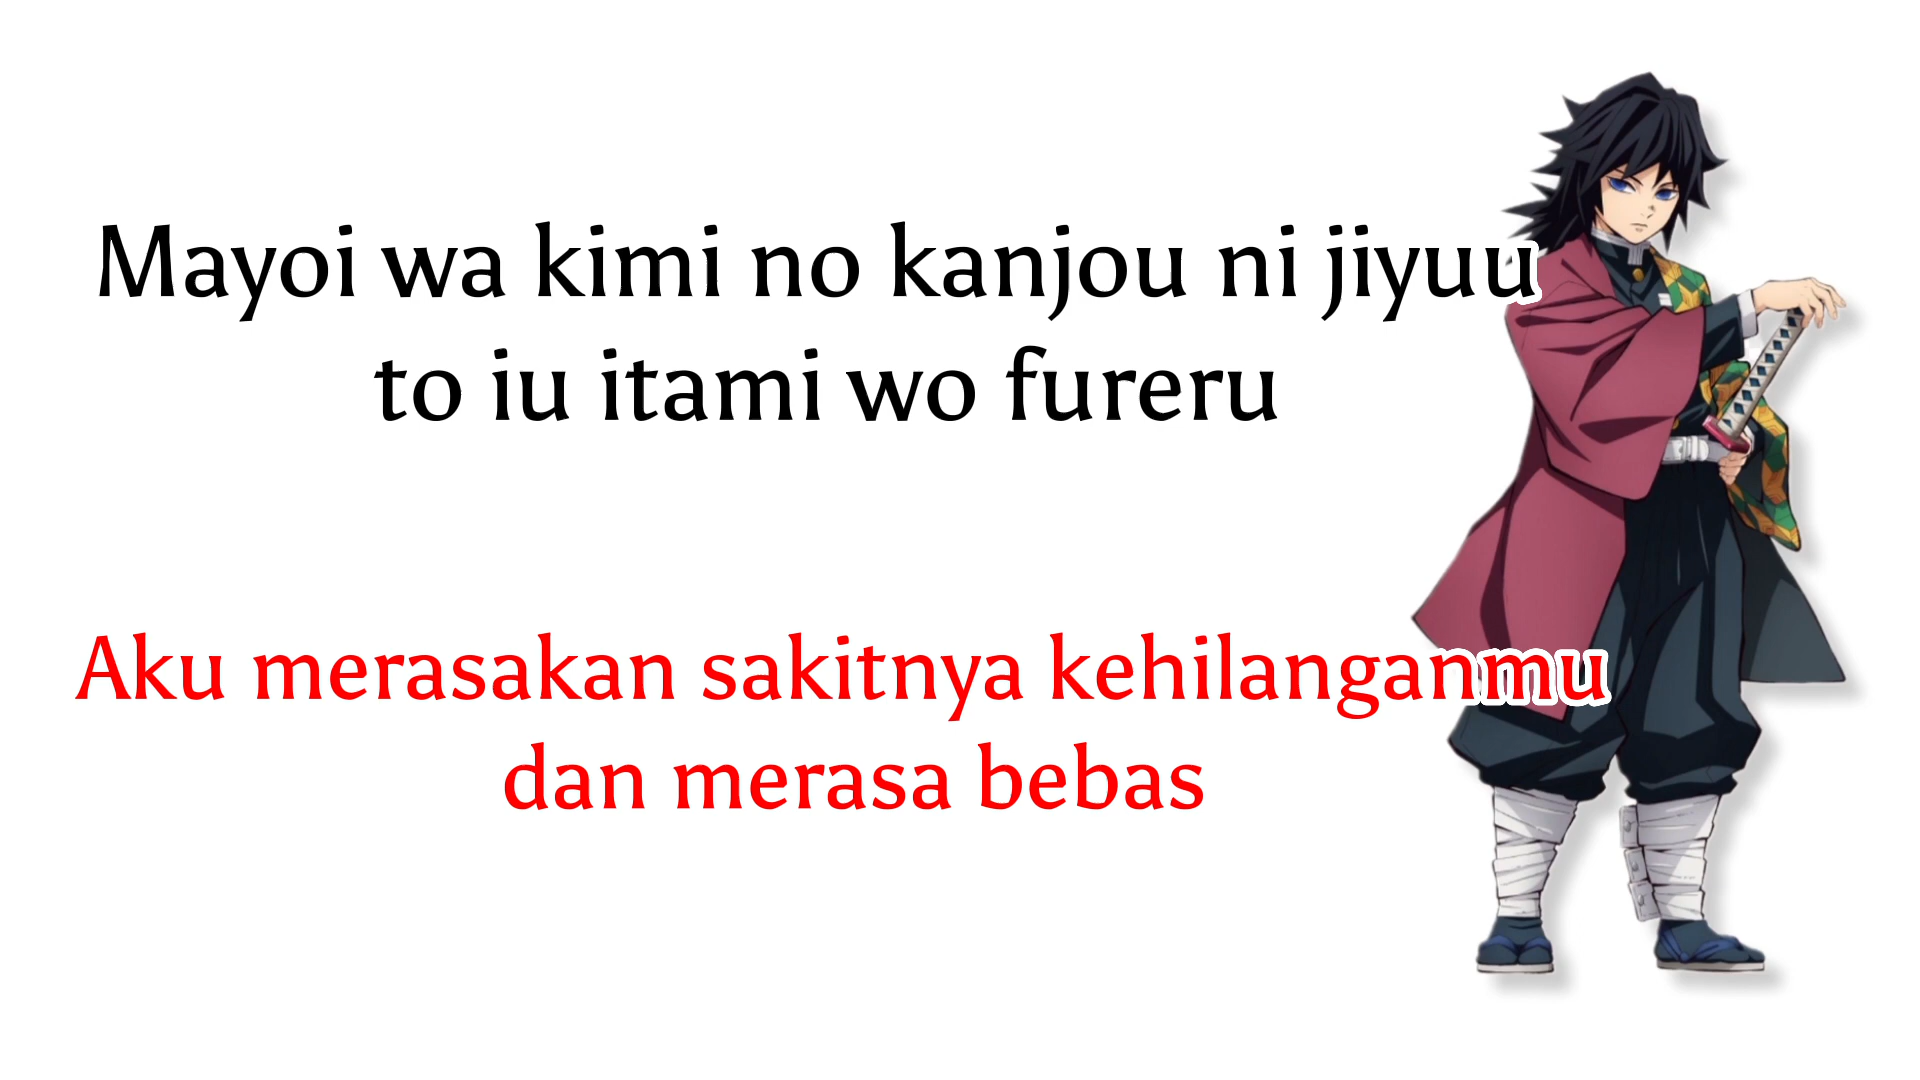 Mayoi wa kimi no kanjou ni jiyuu
to iu itami wo fureru
Aku merasakan sakitnya kehilanganmu
dan merasa bebas